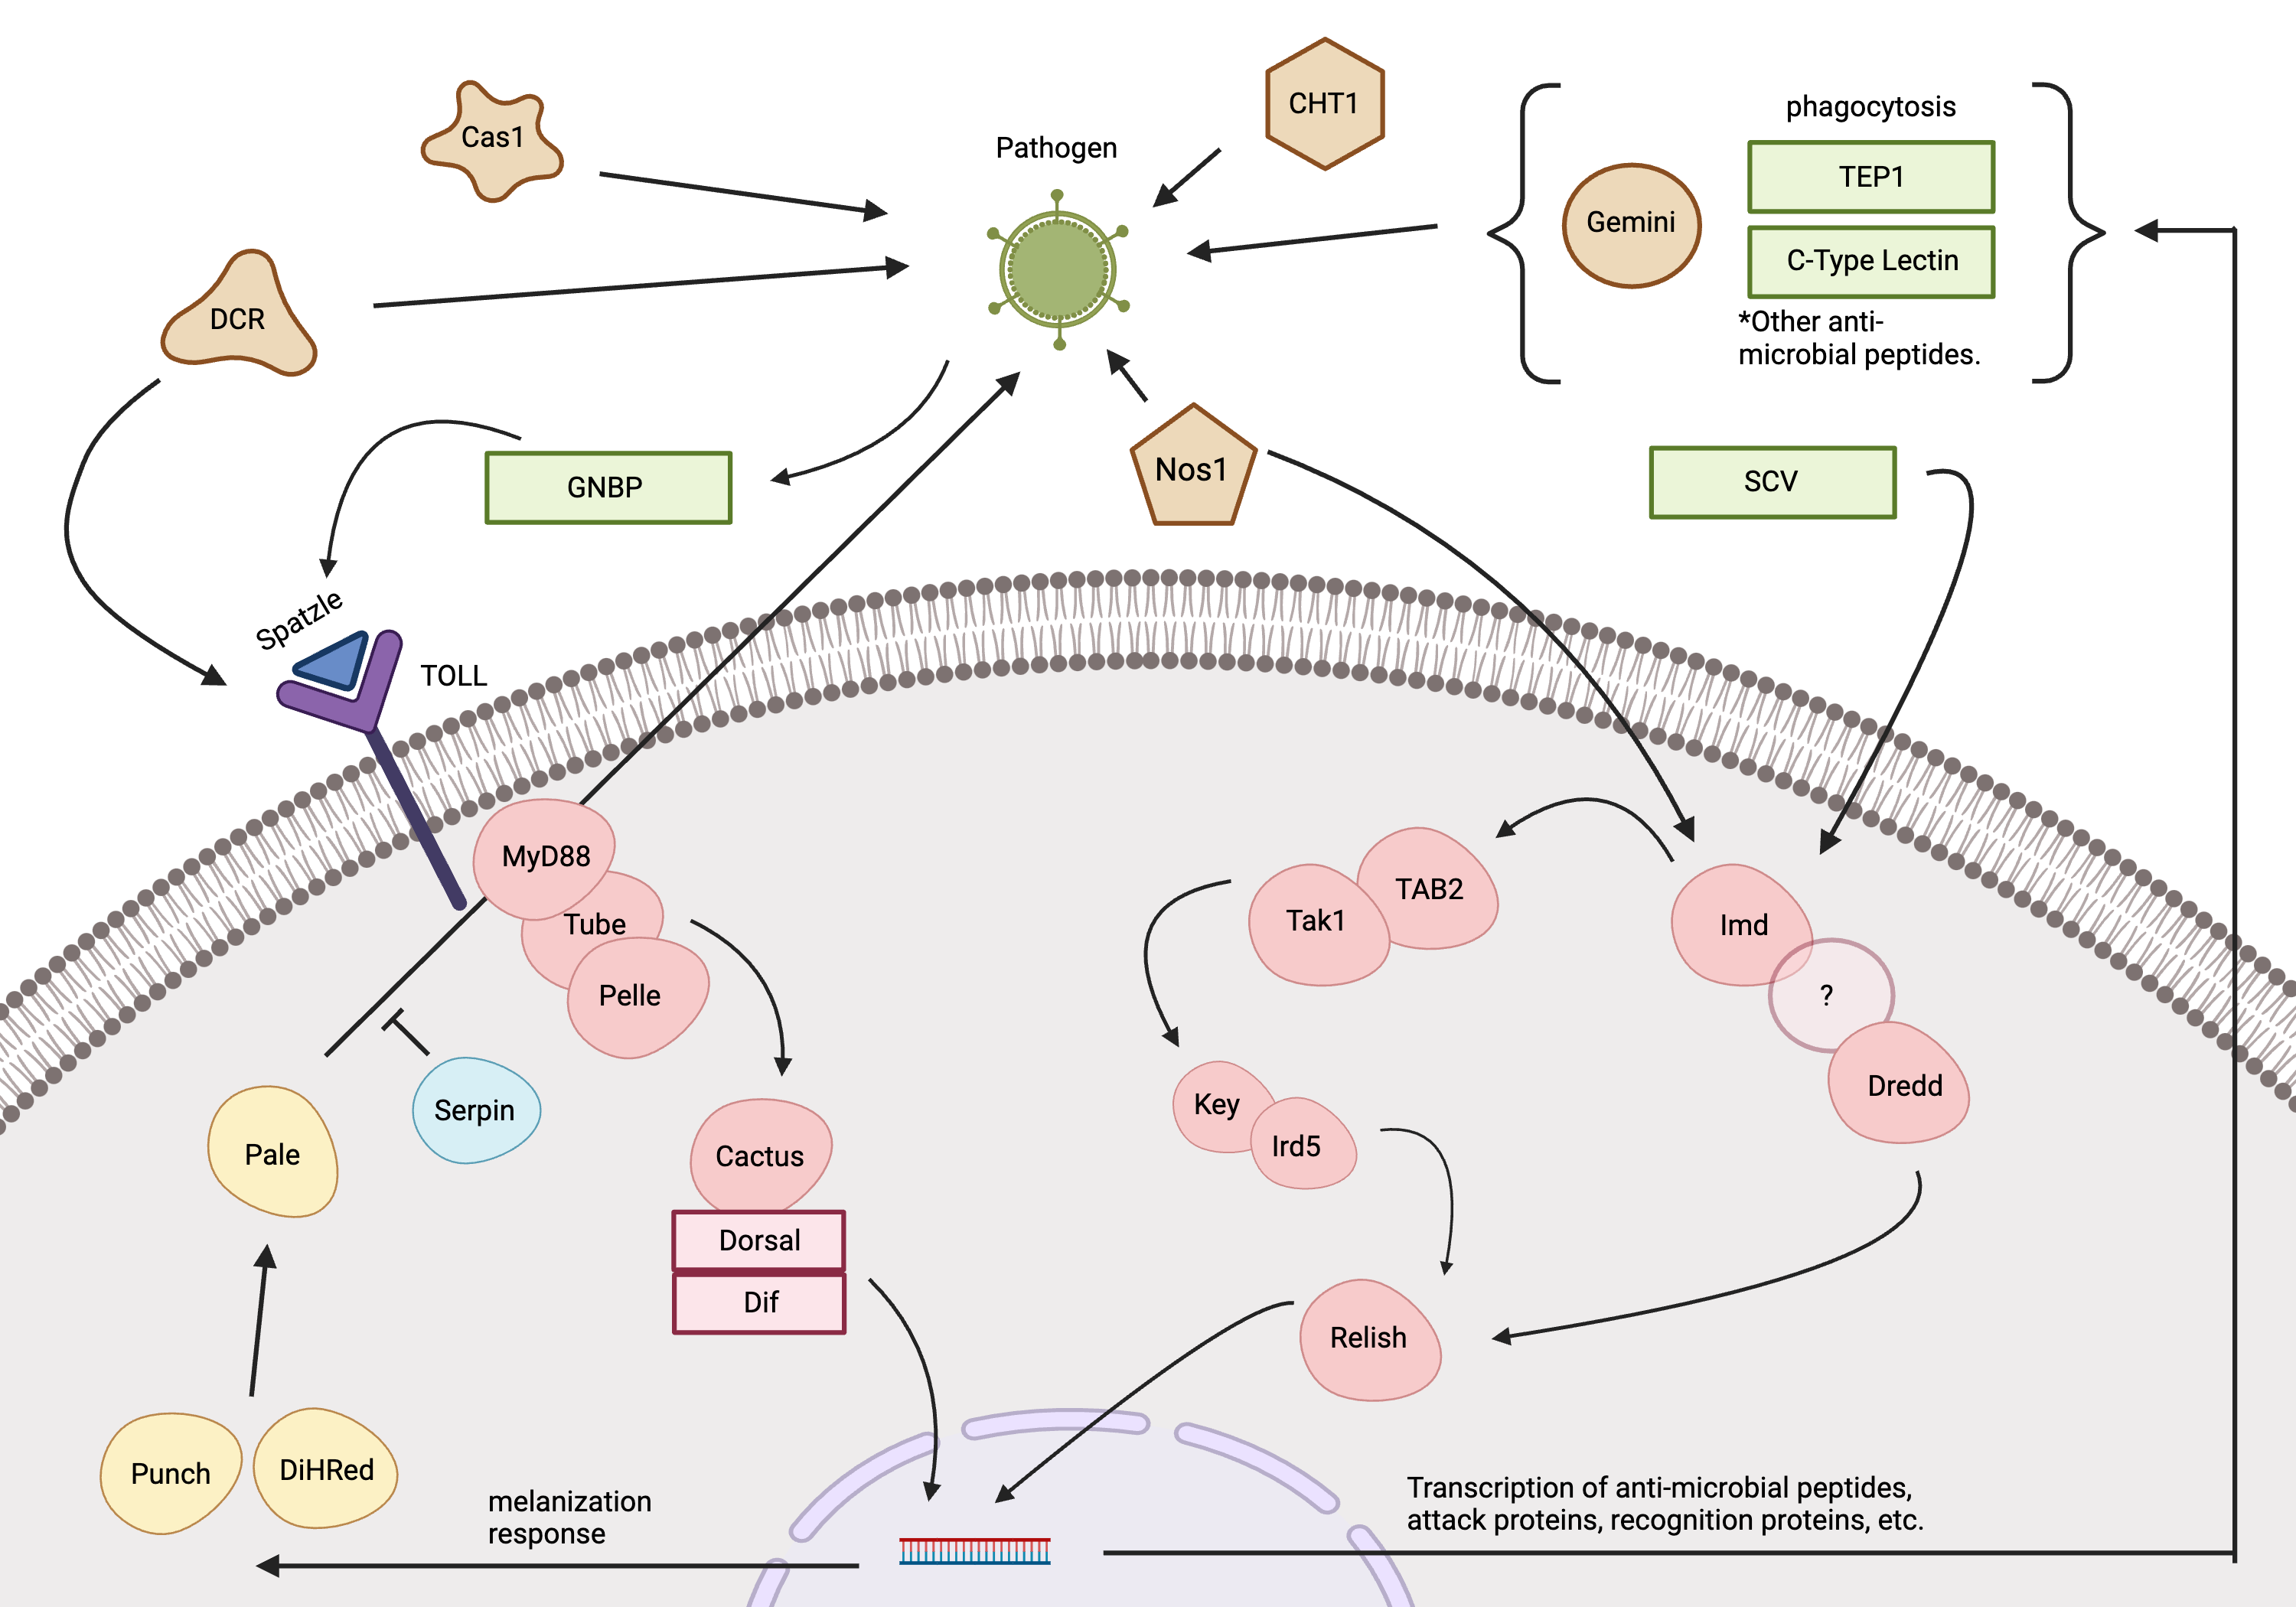 Cas1
CHT1
Pathogen
phagocytosis
TEP1
Gemini
C-Type Lectin
*Other anti-
microbial peptides.
DCR
GNBP
Nos1
SCV
Spatzle
TOLL
MyD88
Tube
Pelle
TAB2
Tak1
Imd
?
Dredd
Key
Ird5
Serpin
Pale
Cactus
Dorsal
Dif
Relish
Punch
DiHRed
melanization
response
Transcription of anti-microbial peptides,
attack proteins, recognition proteins, etc.